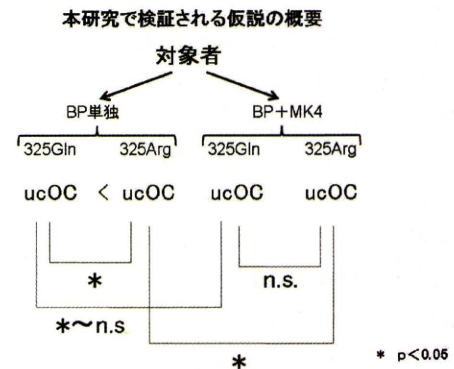 本研究で検証される仮説の概要
対象者
BP単独 BP+MK4
325Gln 325Arg 325Gln 325Arg
ucOC < ucOC ucOC ucOC
* n.s.
*~n.s
* * p<0.05